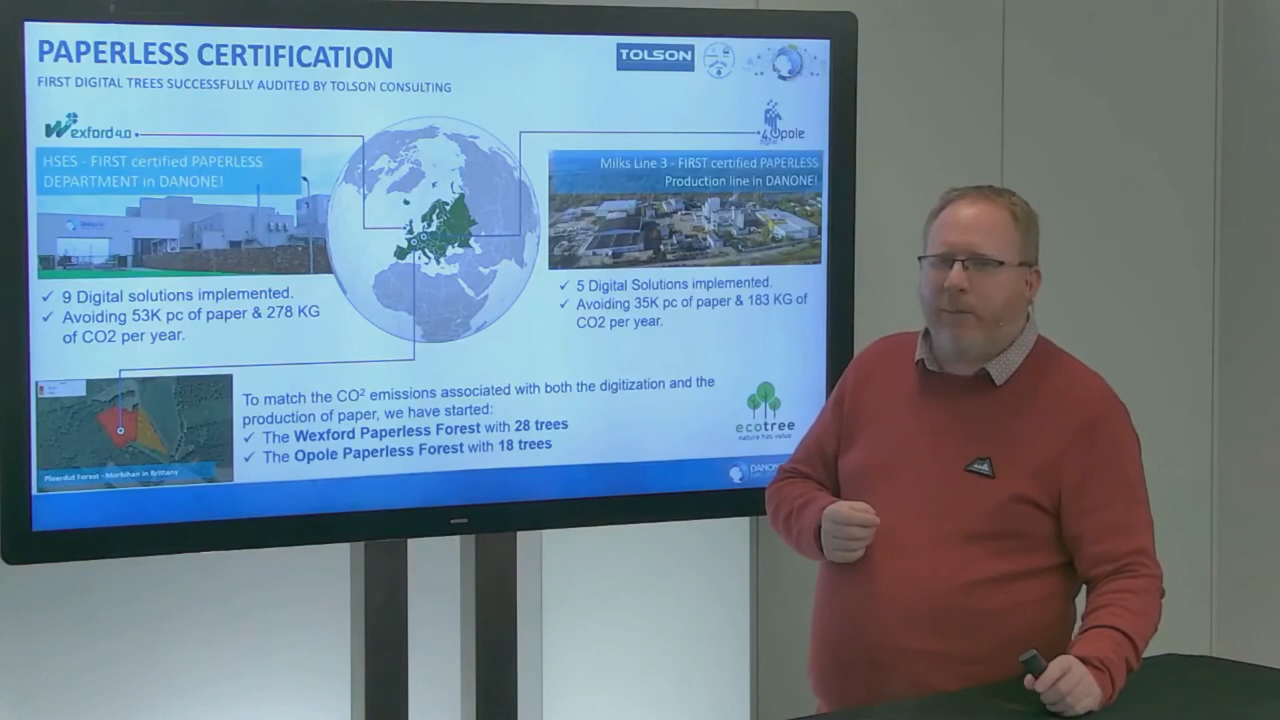 PAPERLESS CERTIFICATION
FIRST DIGITAL TREES SUCCESSFULLY AUDITED BY TOLSON CONSULTING
TOLSON
Wexford 4.0
4.Opole
HSES - FIRST certified PAPERLESS
DEPARTMENT in DANONE!
Milks Line 3 - FIRST certified PAPERLESS
Production line in DANONE!
✓ 9 Digital solutions implemented.
✓ Avoiding 53K pc of paper & 278 KG
of CO2 per year.
✓ 5 Digital Solutions implemented.
✓ Avoiding 35K pc of paper & 183 KG of
CO2 per year.
To match the CO² emissions associated with both the digitization and the
production of paper, we have started:
✓ The Wexford Paperless Forest with 28 trees
✓ The Opole Paperless Forest with 18 trees
Ploerdut Forest - Morbihan in Brittany
ecotree
nature has value